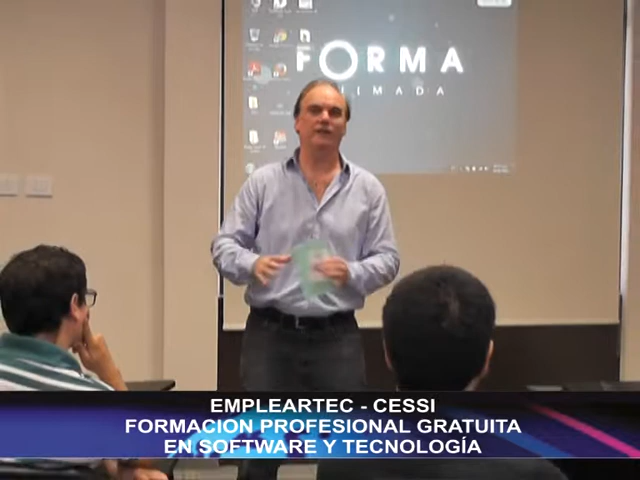 FORMA
ANIMADA
EMPLEARTEC - CESSI
FORMACION PROFESIONAL GRATUITA
EN SOFTWARE Y TECNOLOGÍA